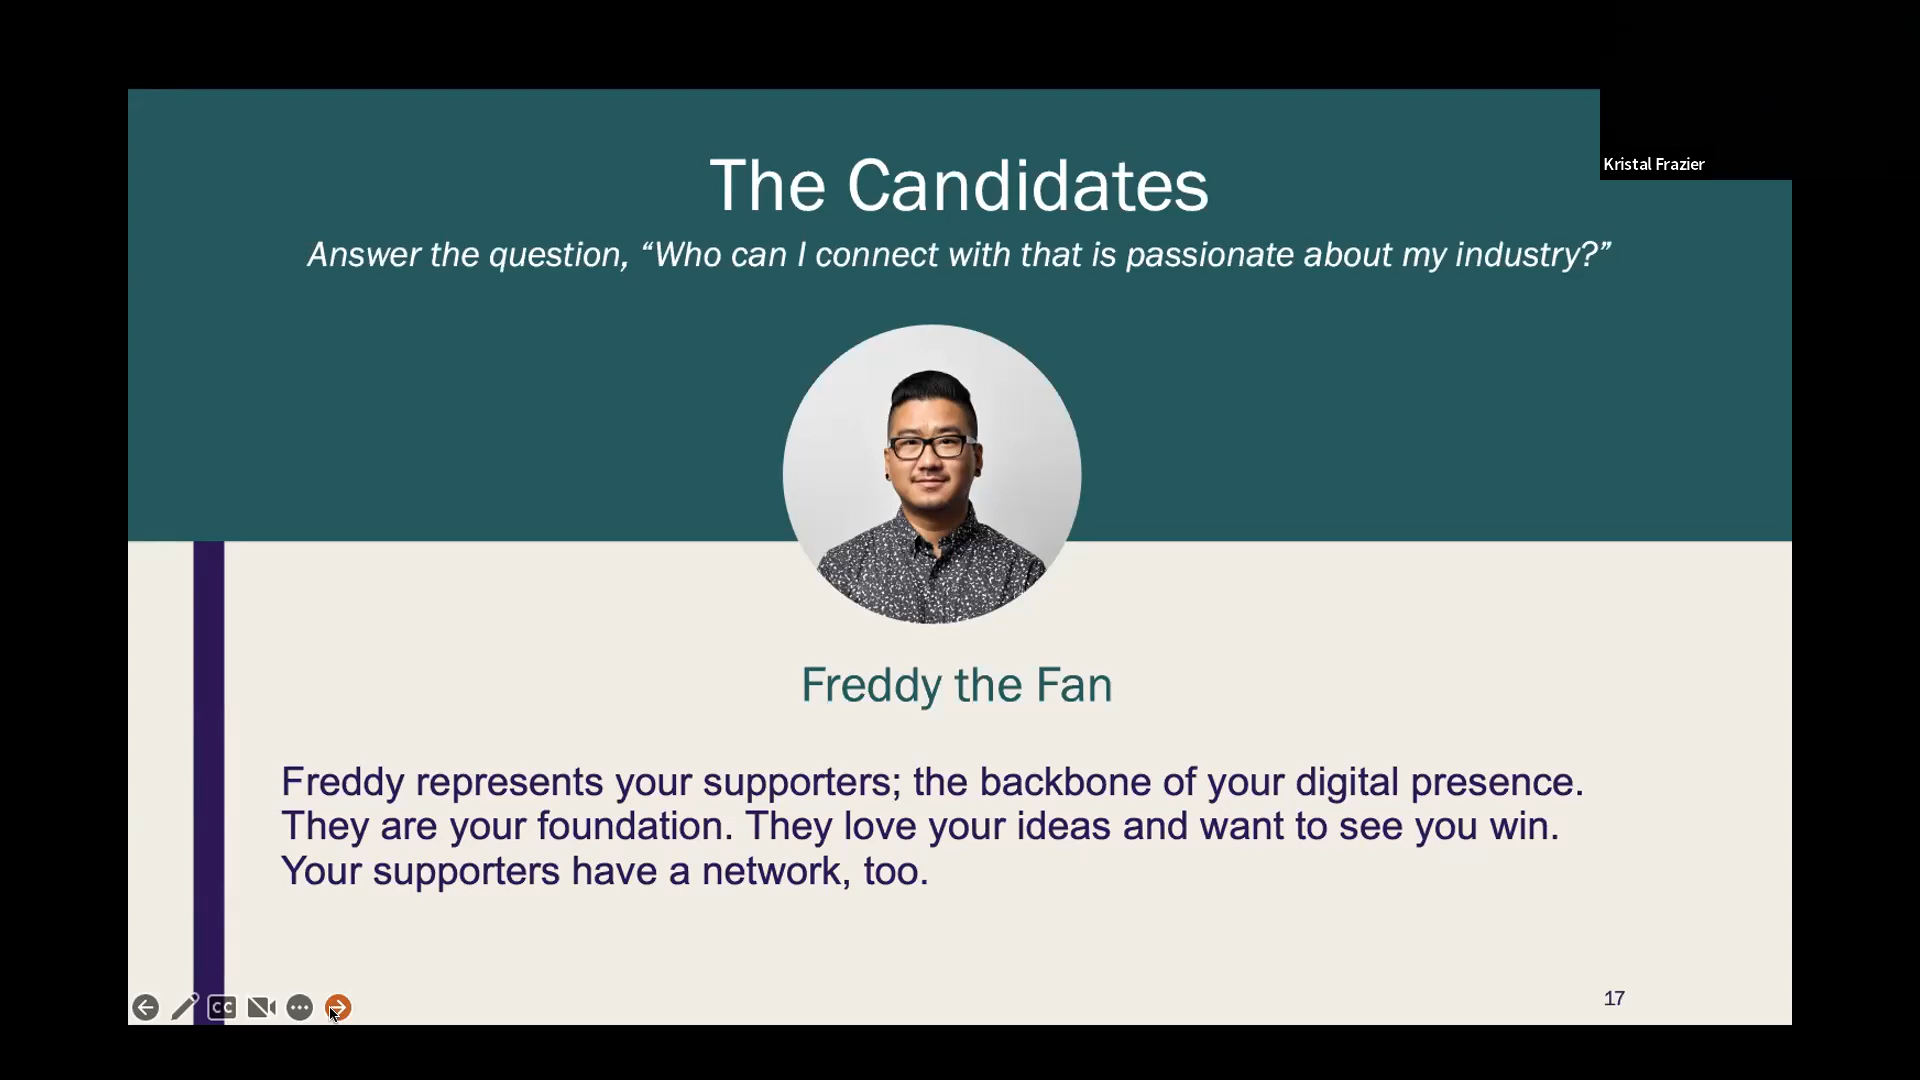 Kristal Frazier
The Candidates
Answer the question, “Who can I connect with that is passionate about my industry?”
Freddy the Fan
Freddy represents your supporters; the backbone of your digital presence.
They are your foundation. They love your ideas and want to see you win.
Your supporters have a network, too.
CC
17